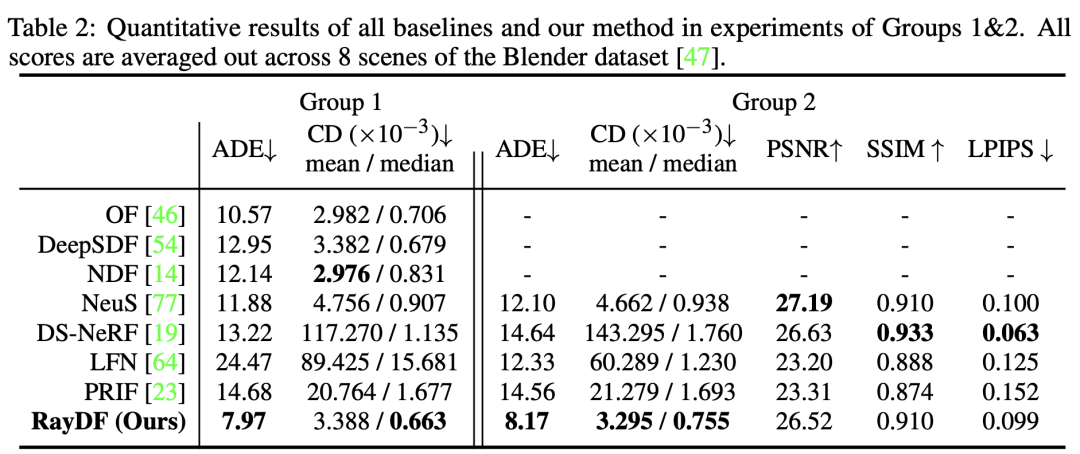 Table 2: Quantitative results of all baselines and our method in experiments of Groups 1&2. All
scores are averaged out across 8 scenes of the Blender dataset [47].
Group 1 Group 2
ADE↓ CD (×10⁻³)↓ mean / median ADE↓ CD (×10⁻³)↓ mean / median PSNR↑ SSIM ↑ LPIPS ↓
OF [46] 10.57 2.982 / 0.706 - - - - -
DeepSDF [54] 12.95 3.382 / 0.679 - - - - -
NDF [14] 12.14 2.976 / 0.831 - - - - -
NeuS [77] 11.88 4.756 / 0.907 12.10 4.662 / 0.938 27.19 0.910 0.100
DS-NeRF [19] 13.22 117.270 / 1.135 14.64 143.295 / 1.760 26.63 0.933 0.063
LFN [64] 24.47 89.425 / 15.681 12.33 60.289 / 1.230 23.20 0.888 0.125
PRIF [23] 14.68 20.764 / 1.677 14.56 21.279 / 1.693 23.31 0.874 0.152
RayDF (Ours) 7.97 3.388 / 0.663 8.17 3.295 / 0.755 26.52 0.910 0.099